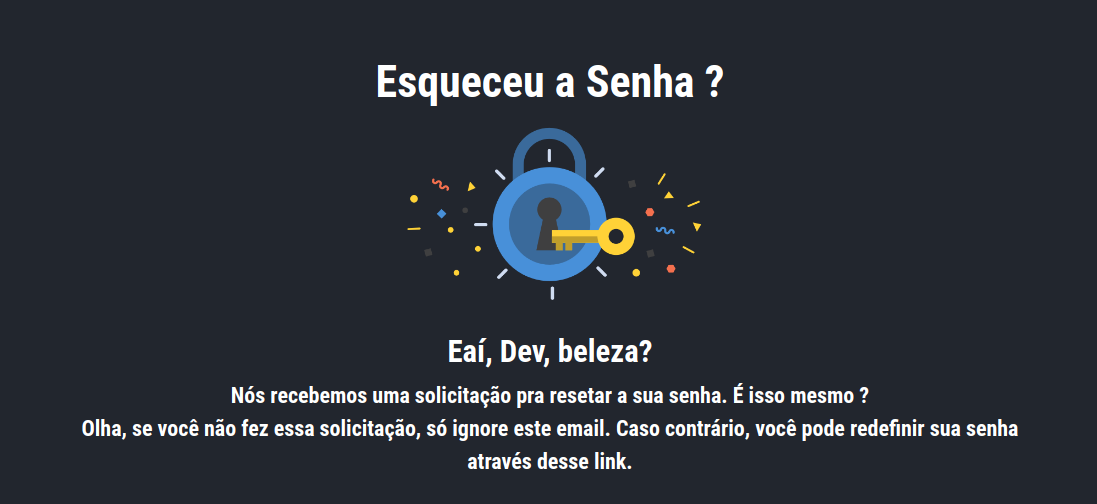 Esqueceu a Senha ?
Eaí, Dev, beleza?
Nós recebemos uma solicitação pra resetar a sua senha. É isso mesmo ?
Olha, se você não fez essa solicitação, só ignore este email. Caso contrário, você pode redefinir sua senha
através desse link.